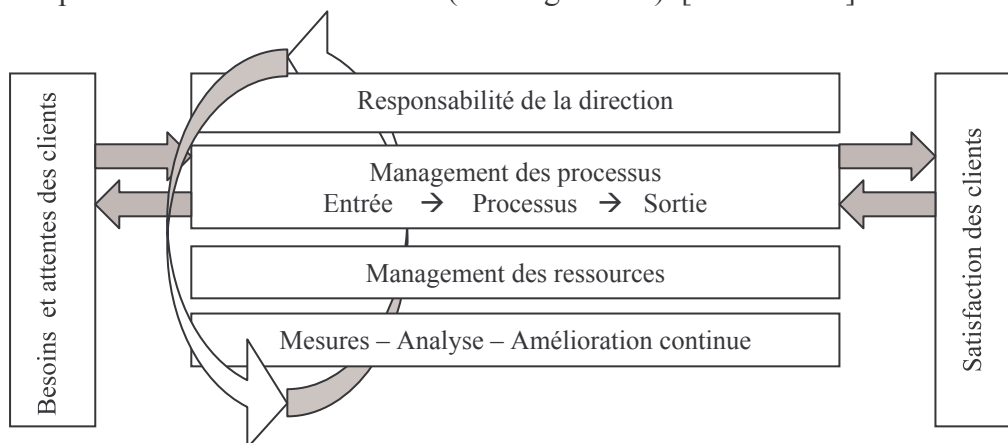 Besoins et attentes des clients
Responsabilité de la direction
Management des processus
Entrée → Processus → Sortie
Management des ressources
Mesures – Analyse – Amélioration continue
Satisfaction des clients